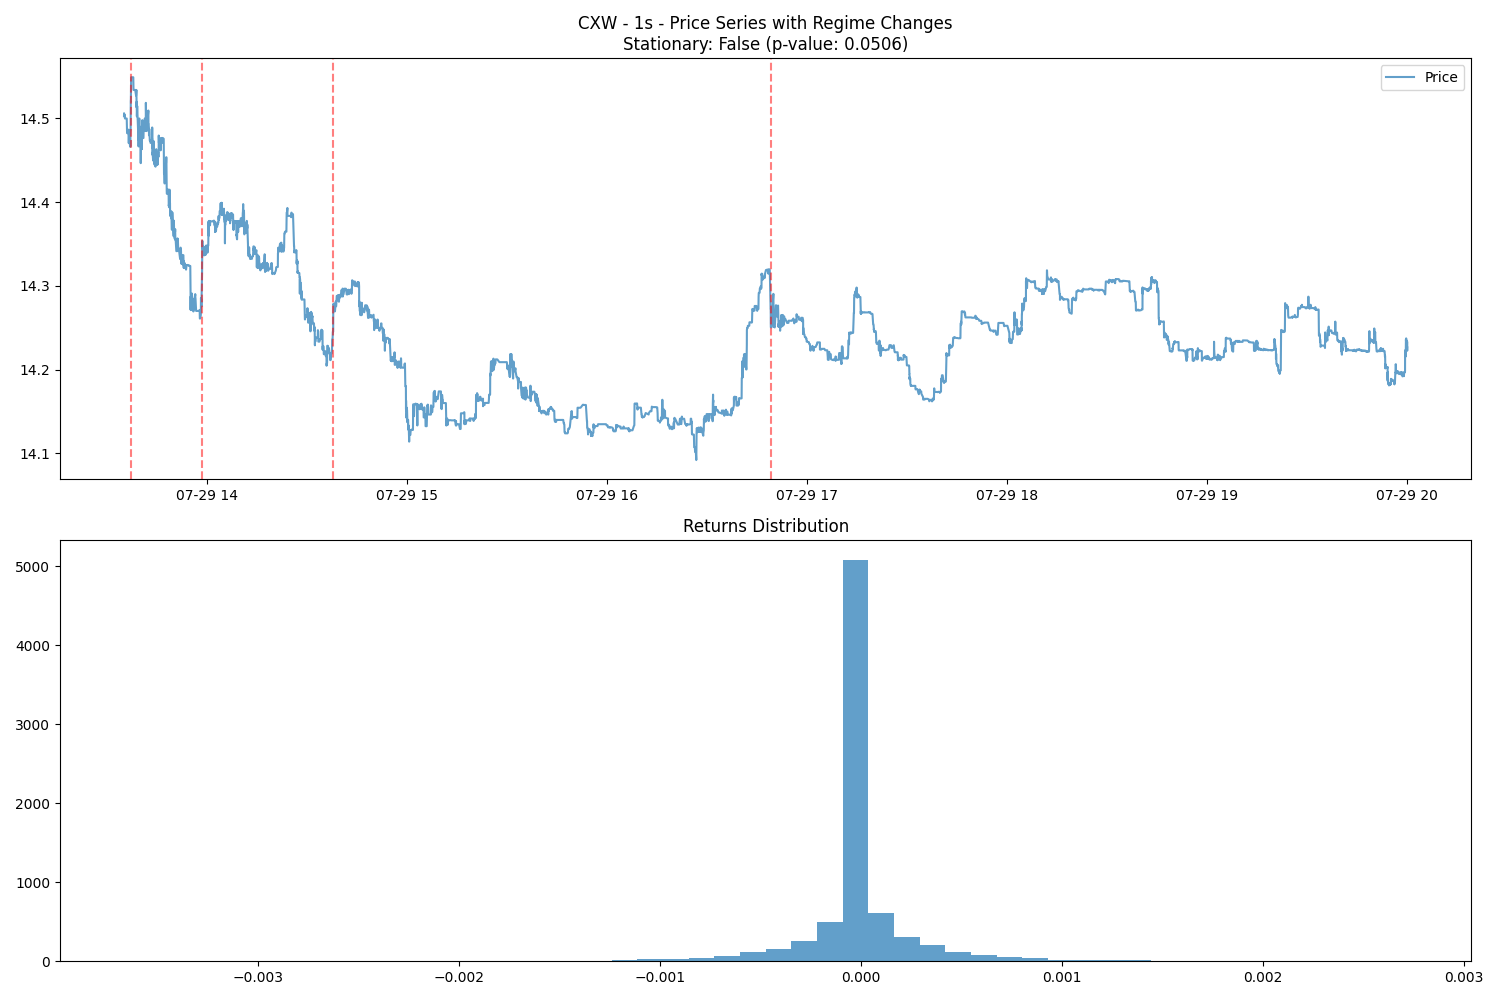 CXW - 1s - Price Series with Regime Changes
Stationary: False (p-value: 0.0506)
Price
14.5
14.4
14.3
14.2
14.1
07-29 14 07-29 15 07-29 16 07-29 17 07-29 18 07-29 19 07-29 20
Returns Distribution
5000
4000
3000
2000
1000
0
−0.003 −0.002 −0.001 0.000 0.001 0.002 0.003